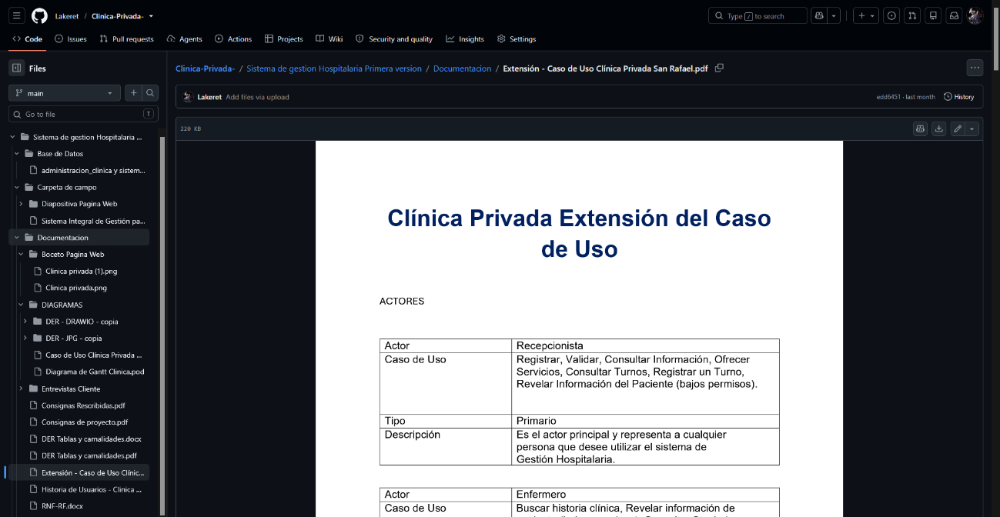 Lakeret / Clinica-Privada-
Type / to search
Code
Issues
Pull requests
Agents
Actions
Projects
Wiki
Security and quality
Insights
Settings
Files
main
Go to file
T
Sistema de gestion Hospitalaria ...
Base de Datos
administracion_clinica y sistem...
Carpeta de campo
Diapositiva Pagina Web
Sistema Integral de Gestión pa...
Documentacion
Boceto Pagina Web
Clinica privada (1).png
Clinica privada.png
DIAGRAMAS
DER - DRAWIO - copia
DER - JPG - copia
Caso de Uso Clínica Privada ...
Diagrama de Gantt Clinica.pod
Entrevistas Cliente
Consignas Rescribidas.pdf
Consignas de proyecto.pdf
DER Tablas y carnalidades.docx
DER Tablas y carnalidades.pdf
Extensión - Caso de Uso Clínic...
Historia de Usuarios - Clinica ...
RNF-RF.docx
Clinica-Privada- / Sistema de gestion Hospitalaria Primera version / Documentacion / Extensión - Caso de Uso Clínica Privada San Rafael.pdf
Lakeret Add files via upload
edd6451 · last month
History
220 KB
Clínica Privada Extensión del Caso
de Uso
ACTORES
Actor Recepcionista
Caso de Uso Registrar, Validar, Consultar Información, Ofrecer
Servicios, Consultar Turnos, Registrar un Turno,
Revelar Información del Paciente (bajos permisos).
Tipo Primario
Descripción Es el actor principal y representa a cualquier
persona que desee utilizar el sistema de
Gestión Hospitalaria.
Actor Enfermero
Caso de Uso Buscar historia clínica, Revelar información de